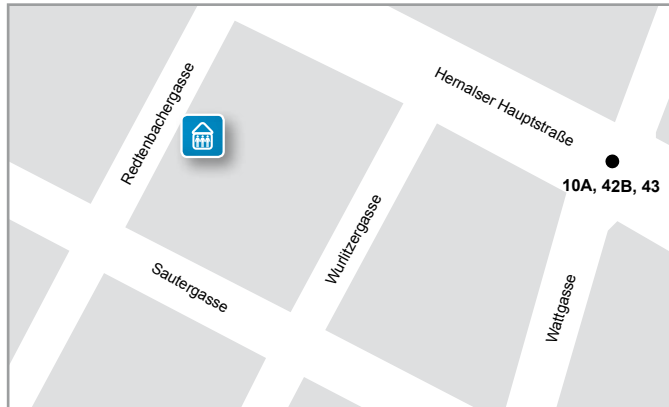 Hernalser Hauptstraße
Redtenbachergasse
10A, 42B, 43
Wurlitzergasse
Sautergasse
Wattgasse